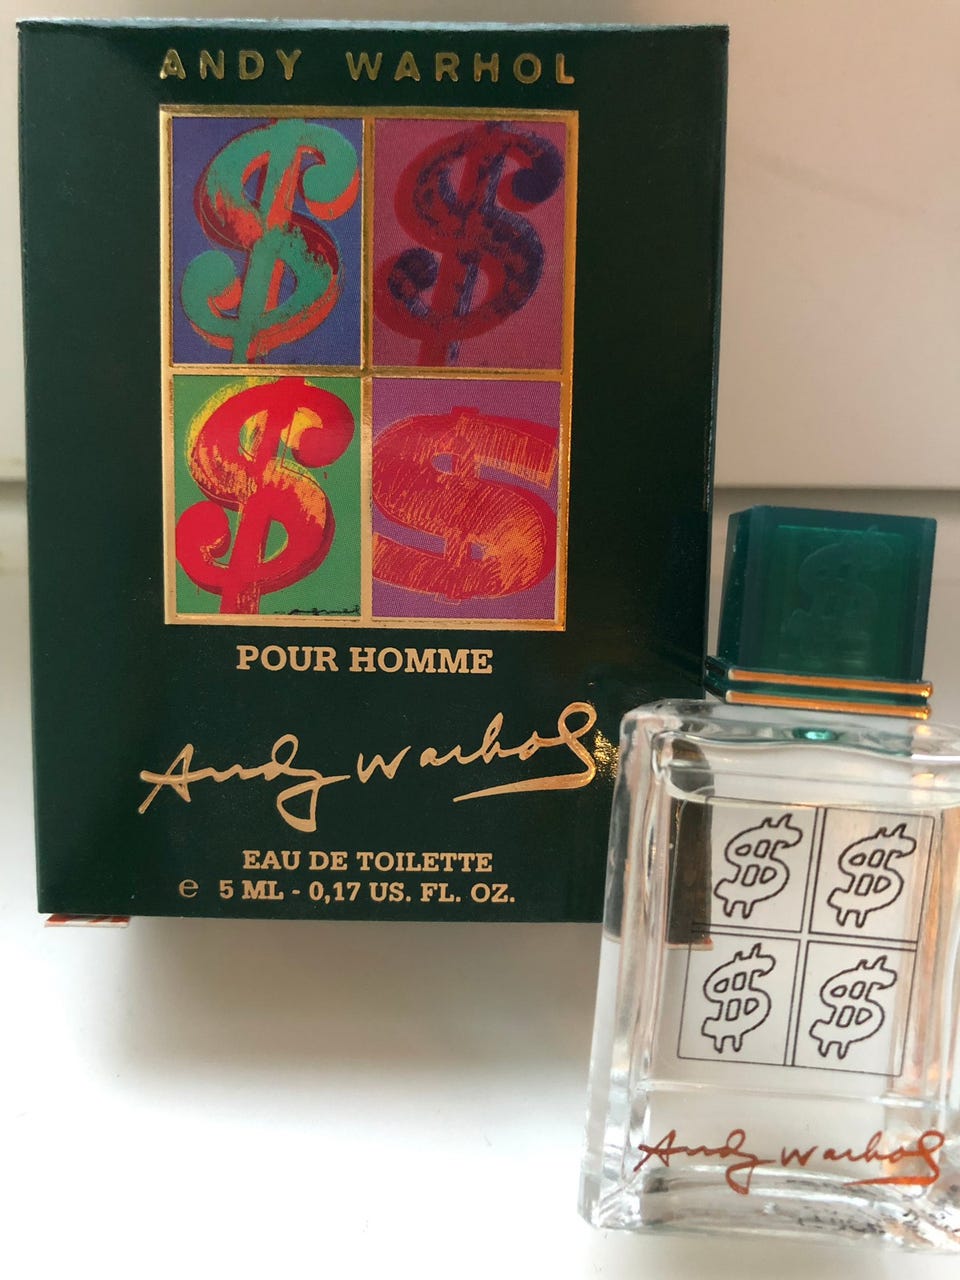 ANDY WARHOL
$ $
$ $
POUR HOMME
Andy Warhol
EAU DE TOILETTE
℮ 5 ML - 0,17 US. FL. OZ.
$ $
$ $
Andy Warhol